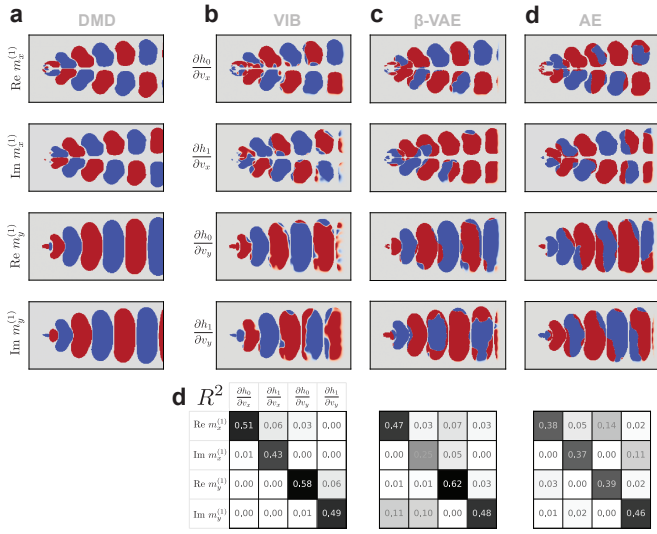 a DMD b VIB c β-VAE d AE
Re m_x^(1) ∂h_0/∂v_x
Im m_x^(1) ∂h_1/∂v_x
Re m_y^(1) ∂h_0/∂v_y
Im m_y^(1) ∂h_1/∂v_y
d R² ∂h_0/∂v_x ∂h_1/∂v_x ∂h_0/∂v_y ∂h_1/∂v_y
Re m_x^(1) 0,51 0,06 0,03 0,00 0,47 0,03 0,07 0,03 0,38 0,05 0,14 0,02
Im m_x^(1) 0,01 0,43 0,00 0,00 0,00 0,05 0,00 0,00 0,37 0,00 0,11
Re m_y^(1) 0,00 0,00 0,58 0,06 0,01 0,01 0,62 0,03 0,03 0,00 0,39 0,02
Im m_y^(1) 0,00 0,00 0,01 0,49 0,11 0,10 0,00 0,48 0,01 0,02 0,00 0,46